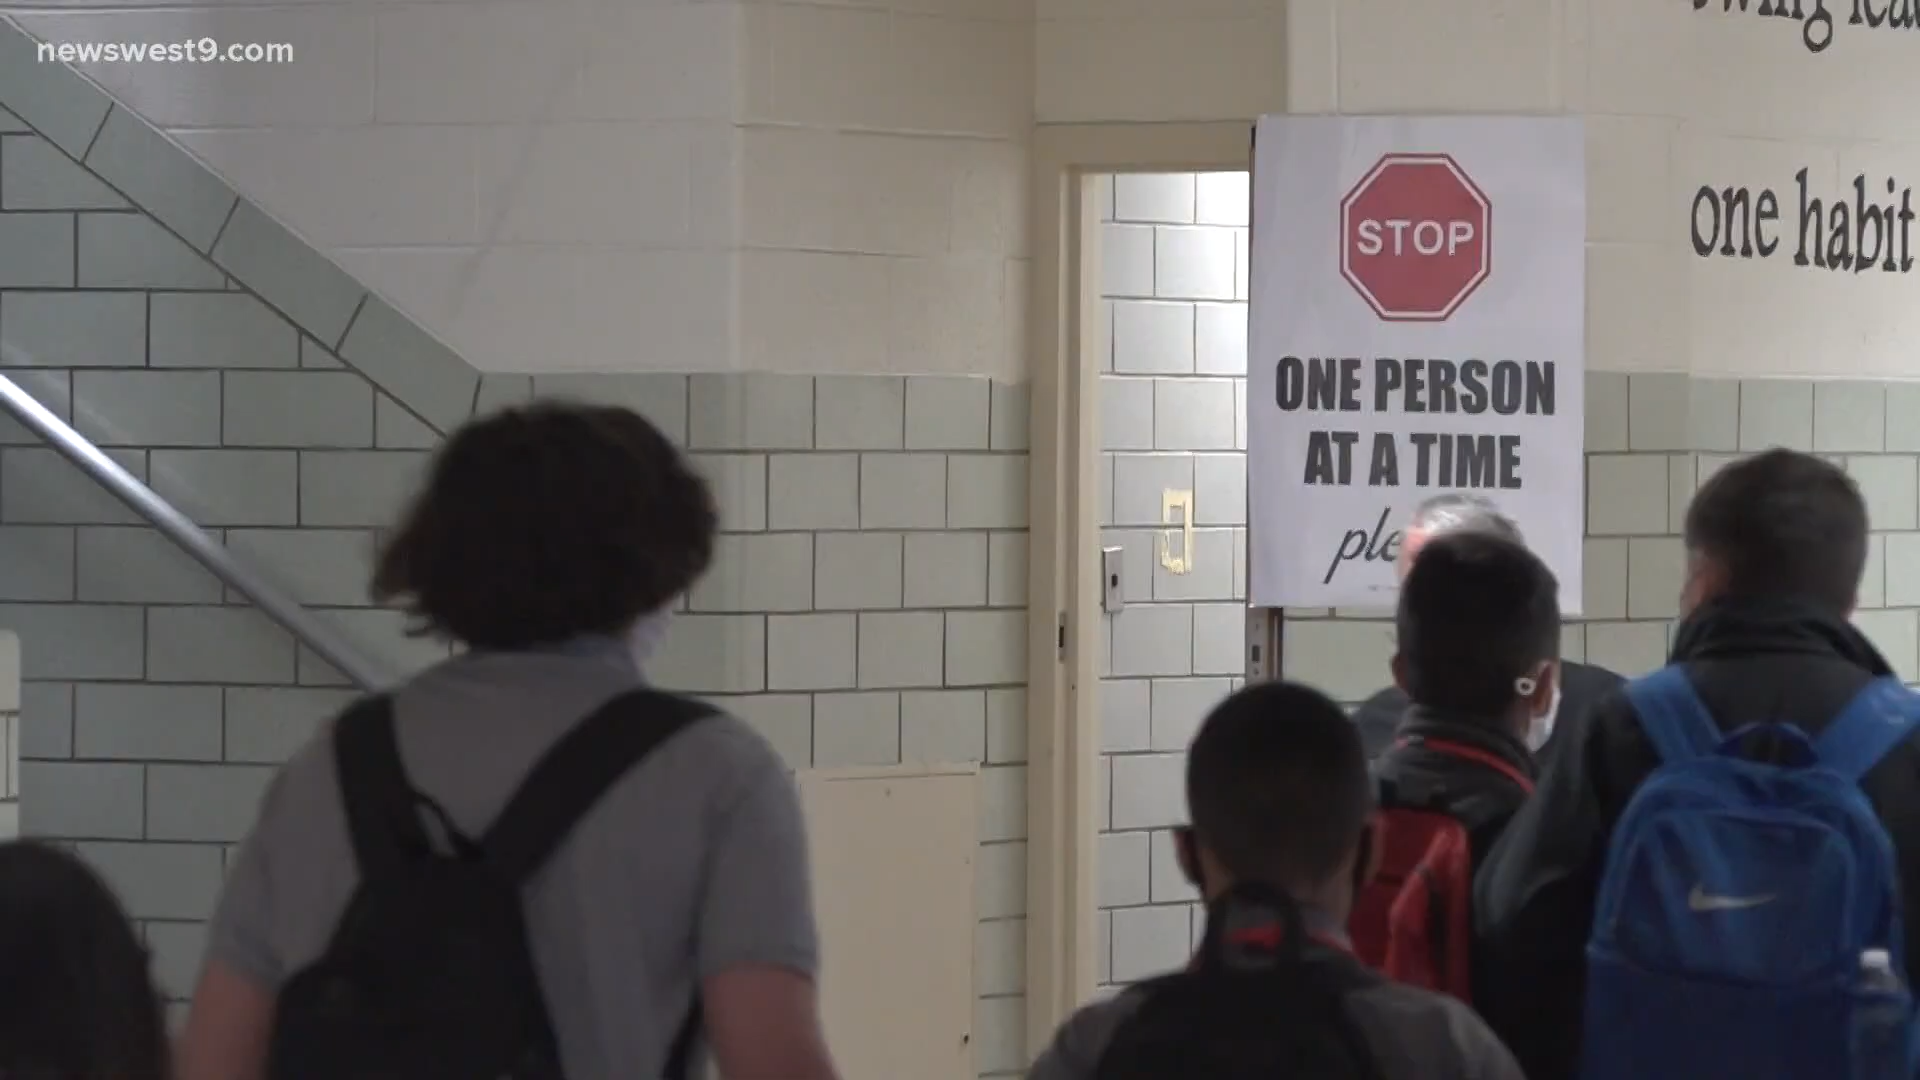 newswest9.com
one habit
STOP
ONE PERSON
AT A TIME